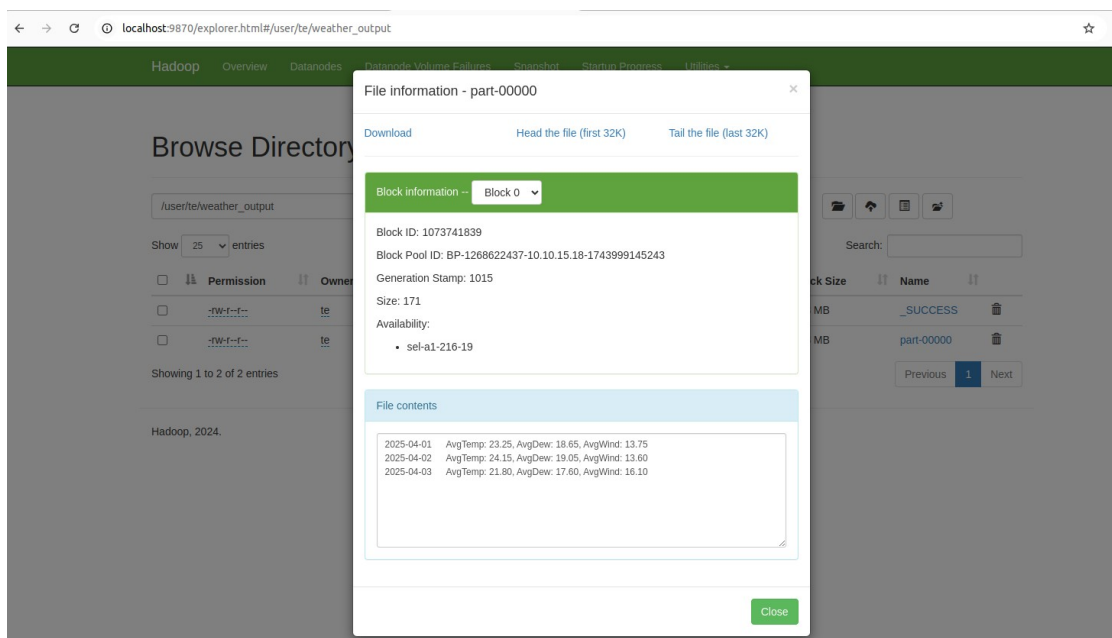 localhost:9870/explorer.html#/user/te/weather_output
Hadoop Overview Datanodes Datanode Volume Failures Snapshot Startup Progress Utilities
File information - part-00000 ×
Download Head the file (first 32K) Tail the file (last 32K)
Browse Directory
Block information -- Block 0
/user/te/weather_output
Block ID: 1073741839
Show 25 entries Search:
Block Pool ID: BP-1268622437-10.10.15.18-1743999145243
Permission Owner ck Size Name
Generation Stamp: 1015
Size: 171
-rw-r--r-- te MB _SUCCESS
Availability:
-rw-r--r-- te MB part-00000
• sel-a1-216-19
Showing 1 to 2 of 2 entries Previous 1 Next
File contents
Hadoop, 2024.
2025-04-01 AvgTemp: 23.25, AvgDew: 18.65, AvgWind: 13.75
2025-04-02 AvgTemp: 24.15, AvgDew: 19.05, AvgWind: 13.60
2025-04-03 AvgTemp: 21.80, AvgDew: 17.60, AvgWind: 16.10
Close